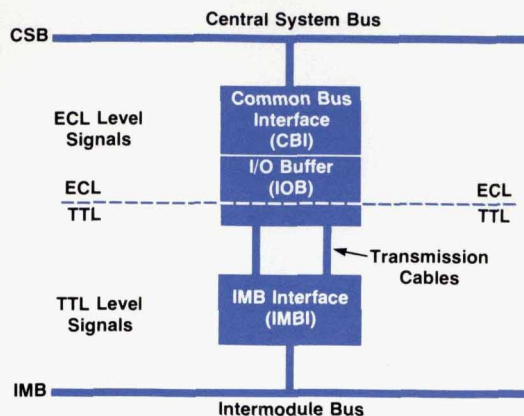 Central System Bus
CSB
Common Bus
Interface
(CBI)
ECL Level
Signals
I/O Buffer
(IOB)
ECL
ECL
TTL
TTL
Transmission
Cables
IMB Interface
(IMBI)
TTL Level
Signals
IMB
Intermodule Bus